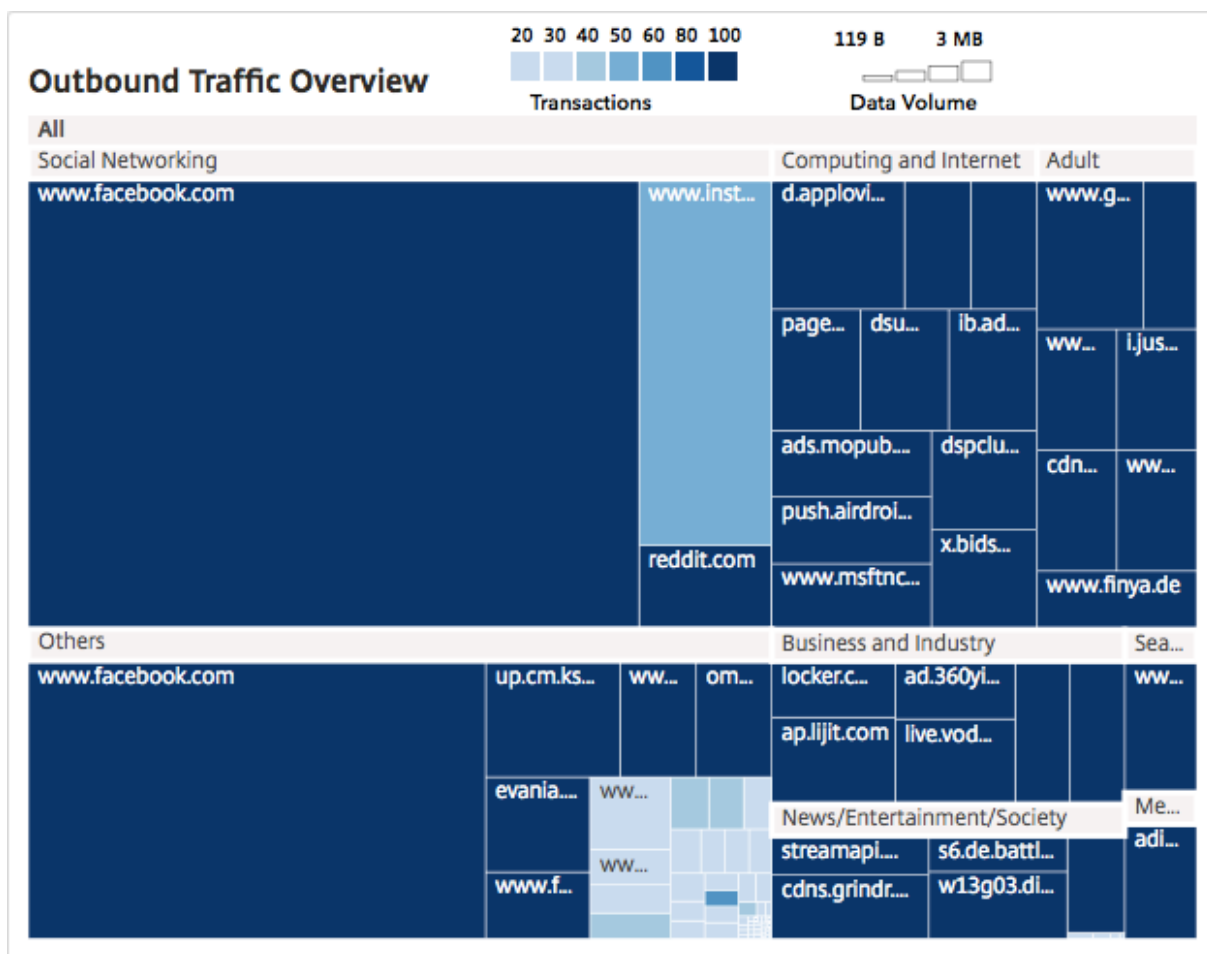 20 30 40 50 60 80 100
119 B 3 MB
Outbound Traffic Overview
Transactions
Data Volume
All
Social Networking
Computing and Internet
Adult
www.facebook.com
www.inst...
d.applovi...
www.g...
page...
dsu...
ib.ad...
ww...
i.jus...
ads.mopub....
dspclu...
cdn...
ww...
push.airdroi...
x.bids...
reddit.com
www.msftnc...
www.finya.de
Others
Business and Industry
Sea...
www.facebook.com
up.cm.ks...
ww...
om...
locker.c...
ad.360yi...
ww...
ap.lijit.com
live.vod...
evania....
ww...
News/Entertainment/Society
Me...
streamapi....
s6.de.battl...
adi...
ww...
www.f...
cdns.grindr....
w13g03.di...